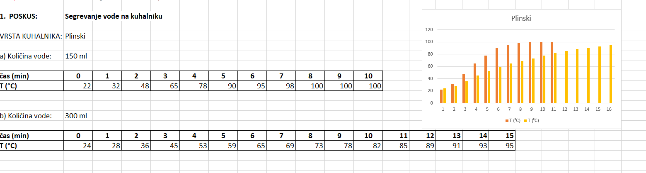 1. POSKUS: Segrevanje vode na kuhalniku
VRSTA KUHALNIKA: Plinski
a) Količina vode: 150 ml
čas (min) 0 1 2 3 4 5 6 7 8 9 10
T (°C) 22 32 48 65 78 90 95 98 100 100 100
b) Količina vode: 300 ml
čas (min) 0 1 2 3 4 5 6 7 8 9 10 11 12 13 14 15
T (°C) 24 28 36 45 53 59 65 69 73 78 82 85 89 91 93 95
Plinski
120
100
80
60
40
20
0
1 2 3 4 5 6 7 8 9 10 11 12 13 14 15 16
T (°C) T (°C)